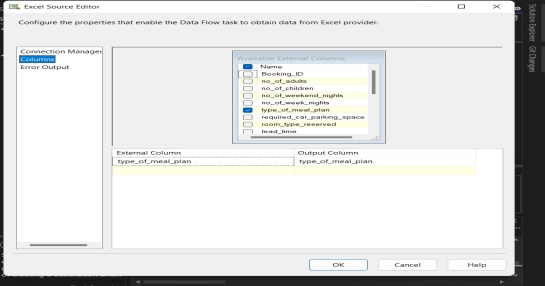 Excel Source Editor
Configure the properties that enable the Data Flow task to obtain data from Excel provider.
Connection Manager
Columns
Error Output
Available External Columns
Name
Booking_ID
no_of_adults
no_of_children
no_of_weekend_nights
no_of_week_nights
type_of_meal_plan
required_car_parking_space
room_type_reserved
lead_time
External Column Output Column
type_of_meal_plan type_of_meal_plan
OK Cancel Help
Solution Explorer Git Changes